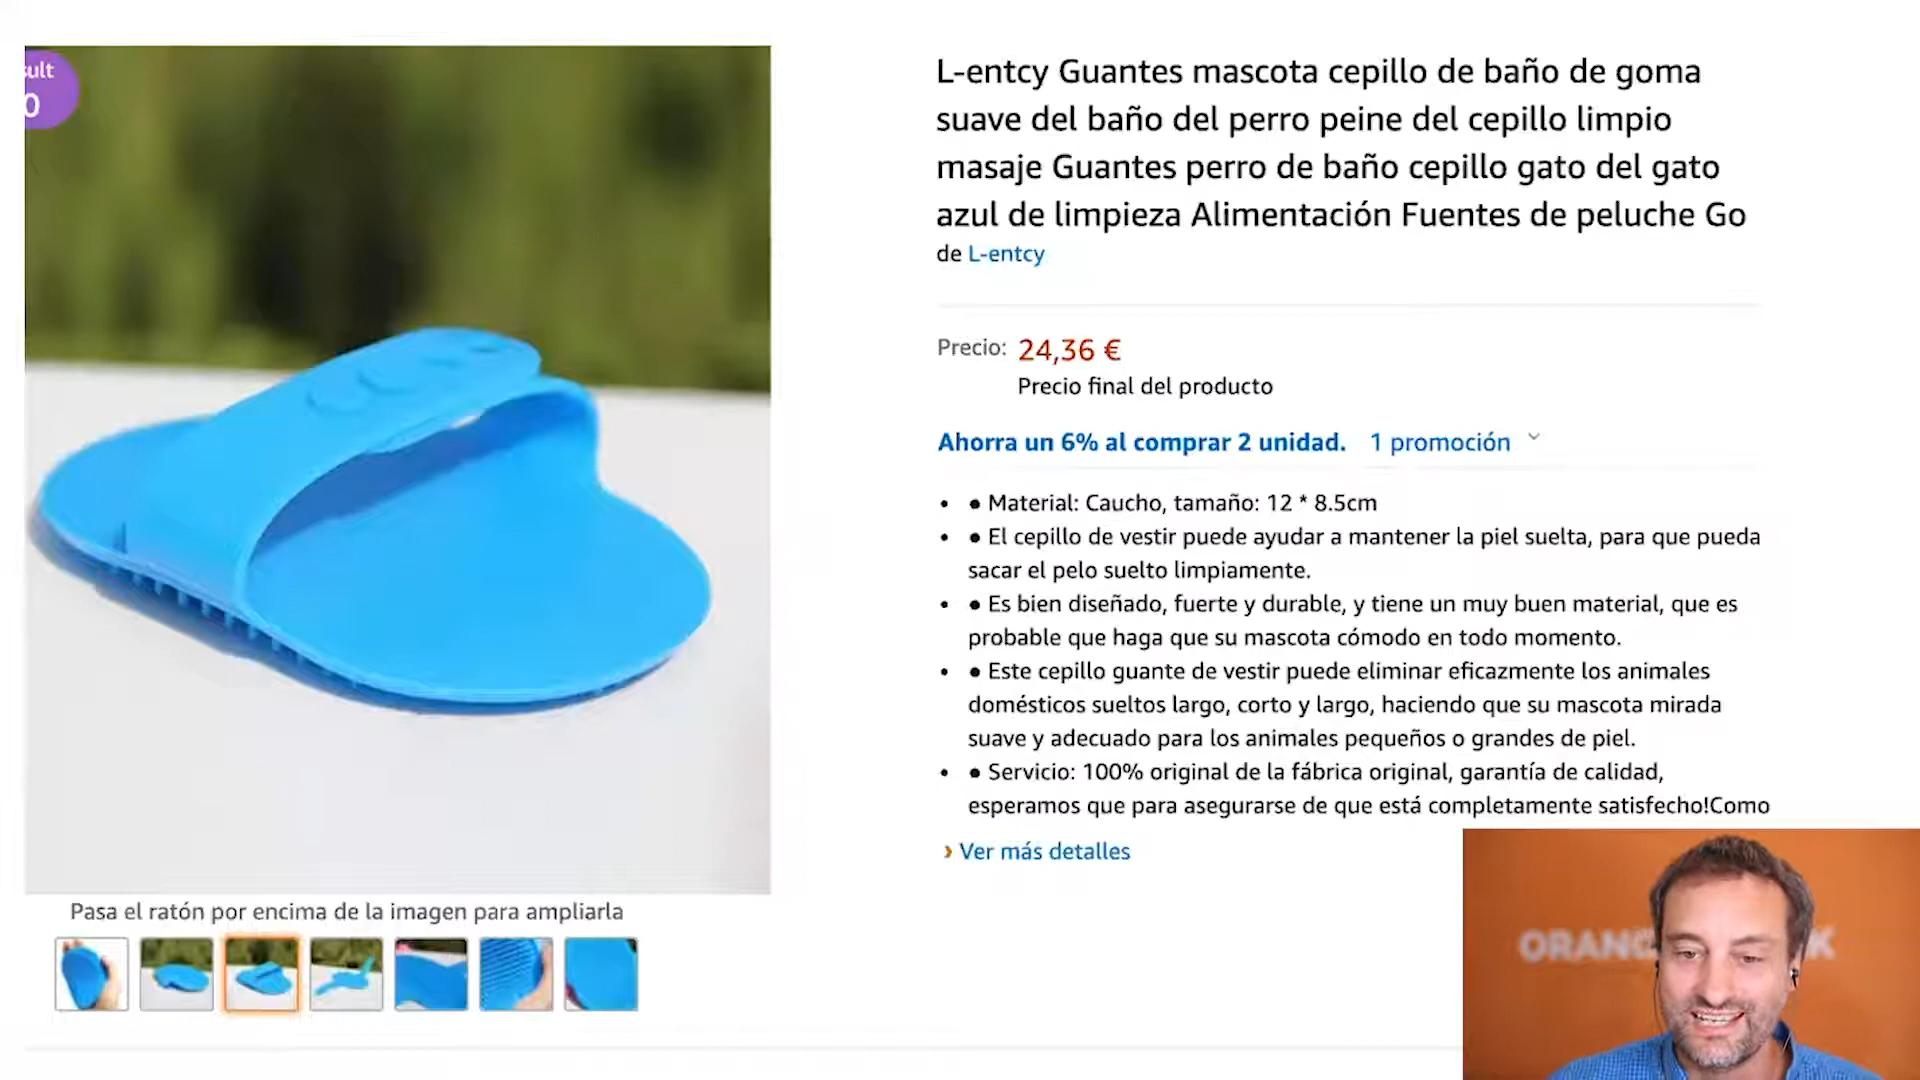 ult
0
L-entcy Guantes mascota cepillo de baño de goma
suave del baño del perro peine del cepillo limpio
masaje Guantes perro de baño cepillo gato del gato
azul de limpieza Alimentación Fuentes de peluche Go
de L-entcy
Precio: 24,36 €
Precio final del producto
Ahorra un 6% al comprar 2 unidad. 1 promoción
• ● Material: Caucho, tamaño: 12 * 8.5cm
• ● El cepillo de vestir puede ayudar a mantener la piel suelta, para que pueda
sacar el pelo suelto limpiamente.
• ● Es bien diseñado, fuerte y durable, y tiene un muy buen material, que es
probable que haga que su mascota cómodo en todo momento.
• ● Este cepillo guante de vestir puede eliminar eficazmente los animales
domésticos sueltos largo, corto y largo, haciendo que su mascota mirada
suave y adecuado para los animales pequeños o grandes de piel.
• ● Servicio: 100% original de la fábrica original, garantía de calidad,
esperamos que para asegurarse de que está completamente satisfecho!Como
› Ver más detalles
Pasa el ratón por encima de la imagen para ampliarla